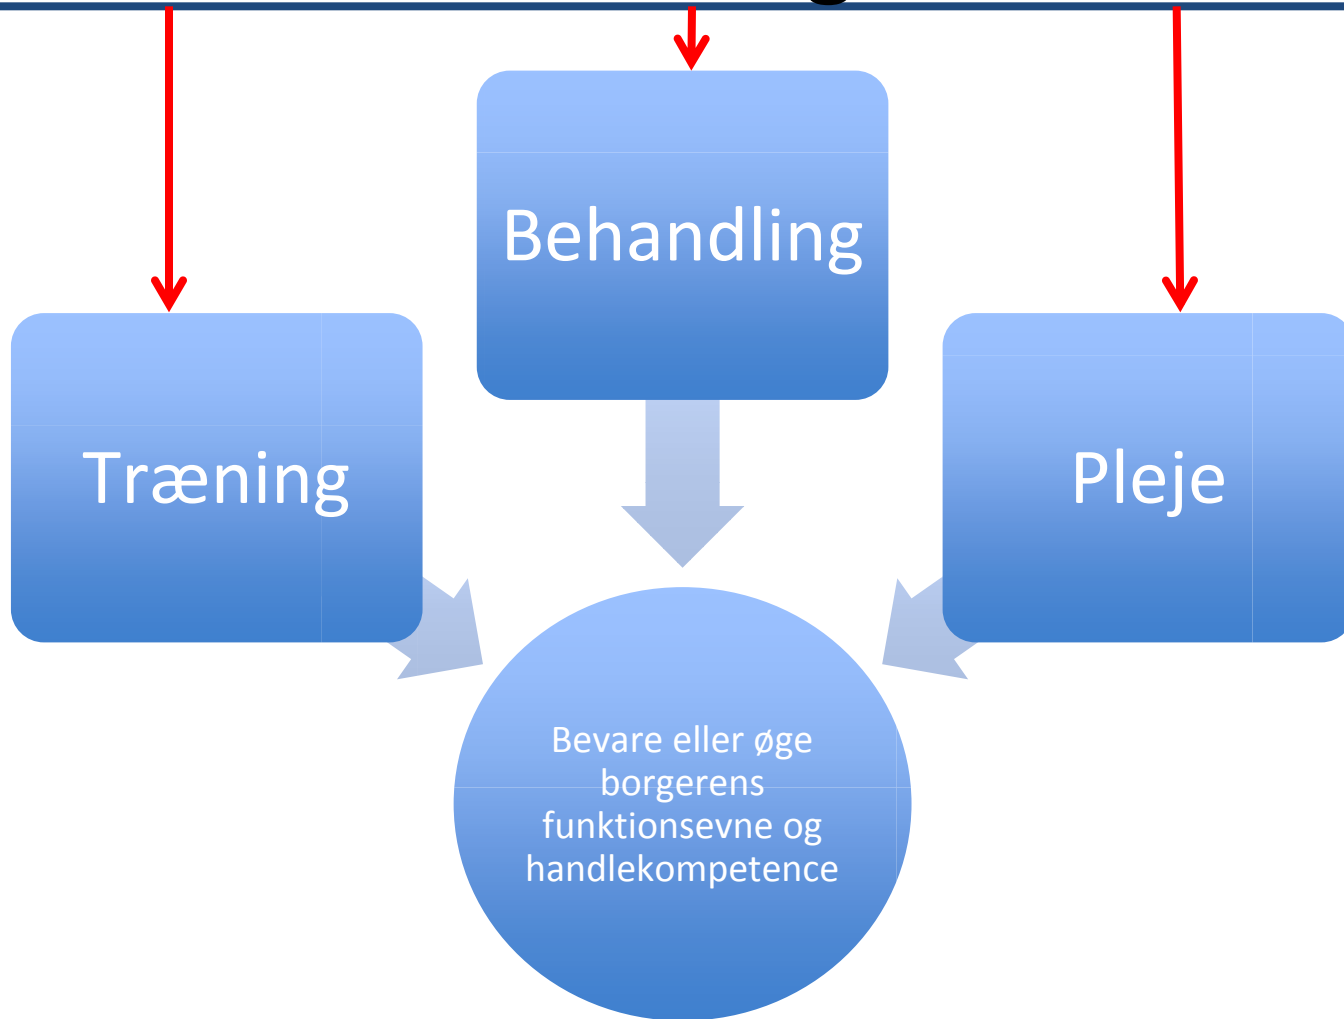 Behandling
Træning
Pleje
Bevare eller øge
borgerens
funktionsevne og
handlekompetence